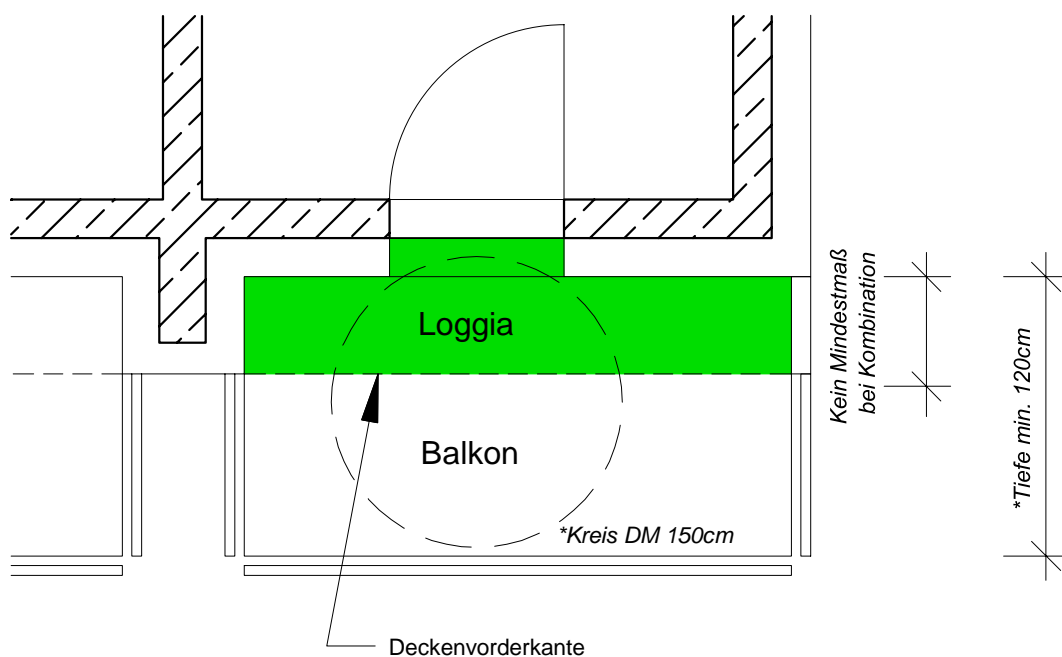 Loggia
Balkon
*Kreis DM 150cm
Kein Mindestmaß
bei Kombination
*Tiefe min. 120cm
Deckenvorderkante